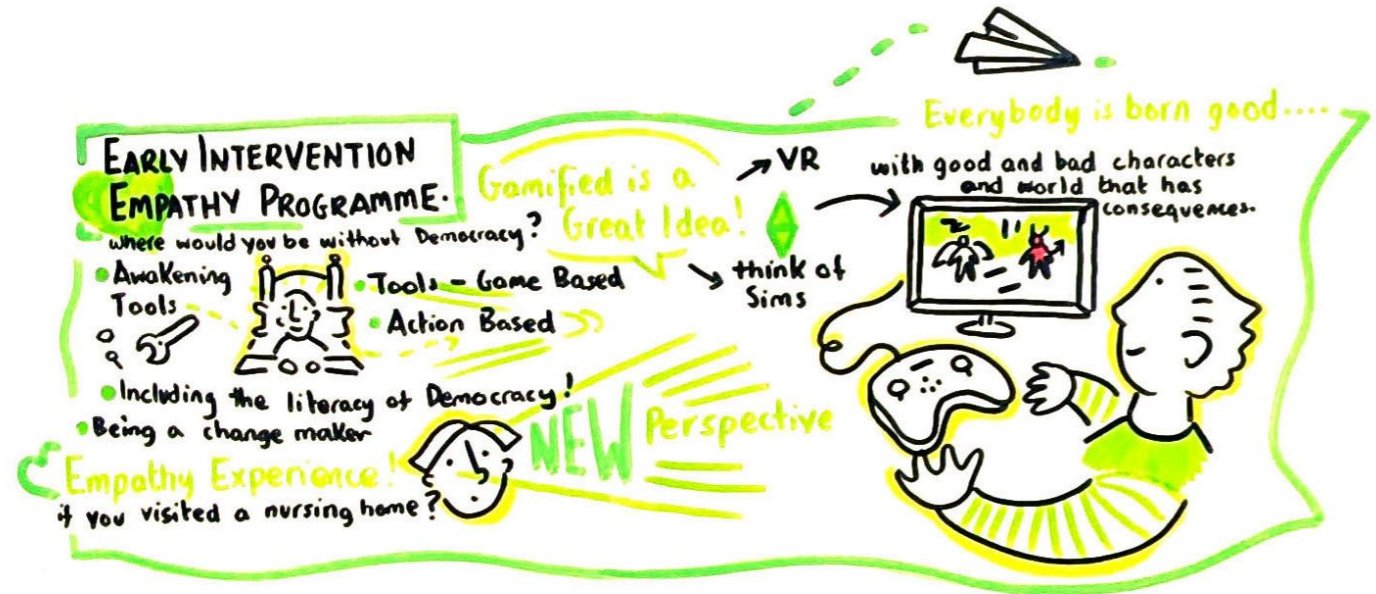 EARLY INTERVENTION
EMPATHY PROGRAMME.
where would you be without Democracy?
Awakening
Tools
Tools - Game Based
Action Based
Including the literacy of Democracy!
Being a change maker
Empathy Experience!
if you visited a nursing home?
Gamified is a
Great Idea!
VR
think of
Sims
NEW Perspective
Everybody is born good....
with good and bad characters
and world that has
consequences.